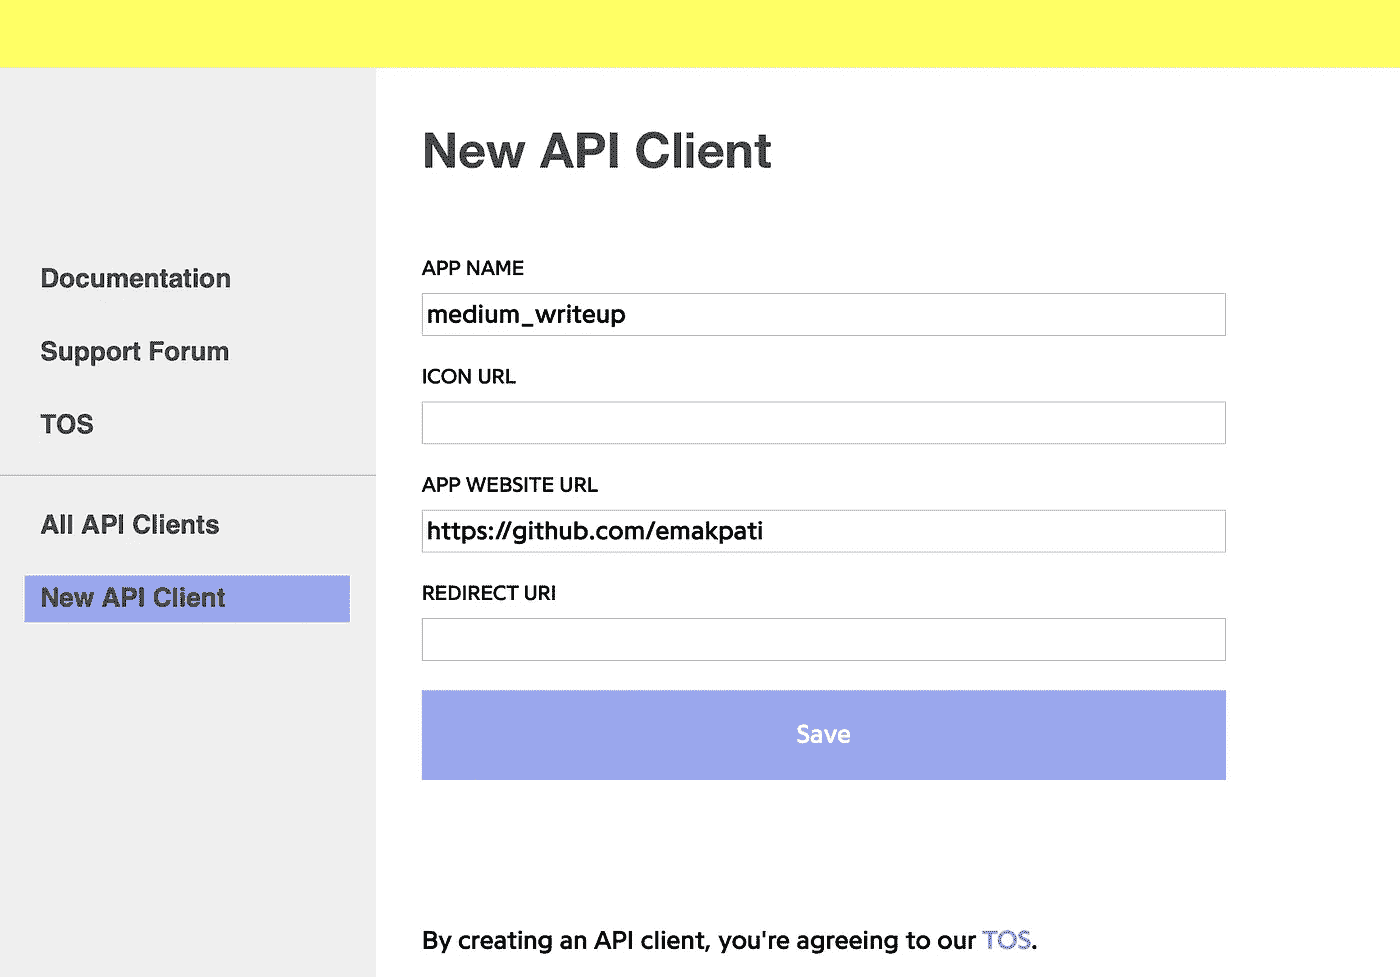 New API Client
Documentation
Support Forum
TOS
All API Clients
New API Client
APP NAME
medium_writeup
ICON URL
APP WEBSITE URL
https://github.com/emakpati
REDIRECT URI
Save
By creating an API client, you're agreeing to our TOS.